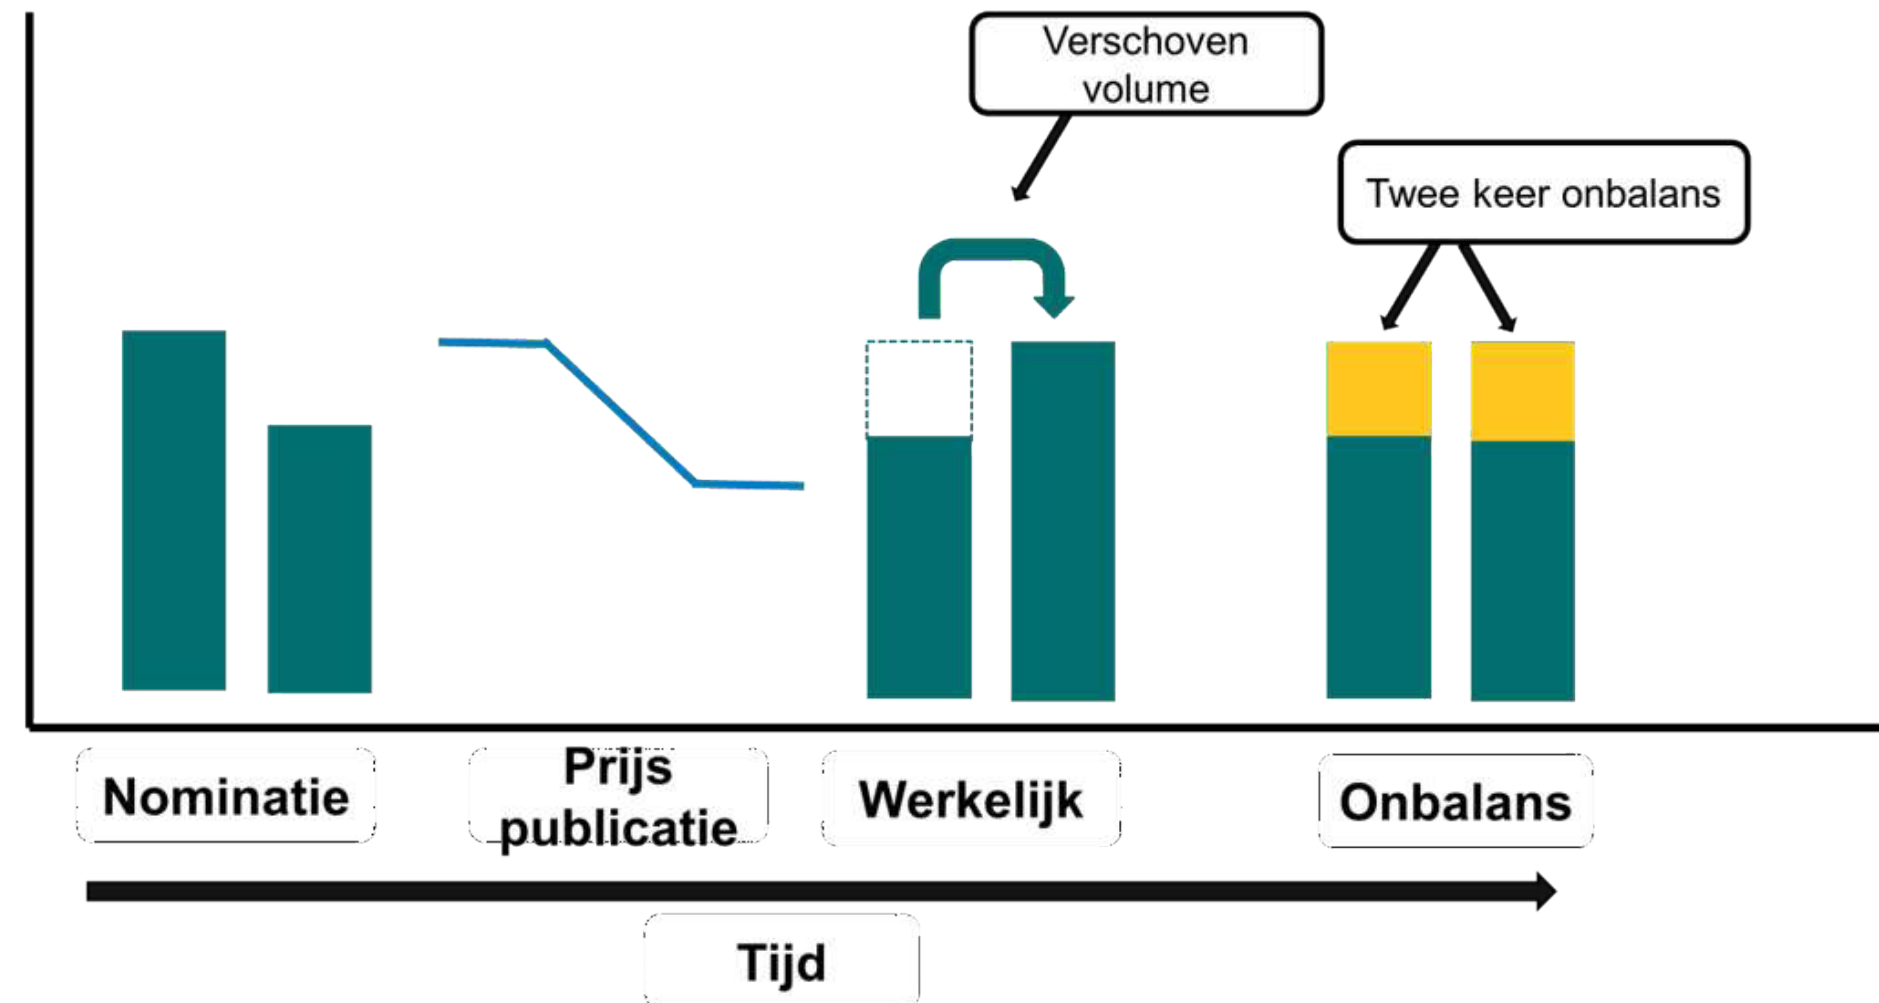 Verschoven
volume
Twee keer onbalans
Nominatie
Prijs
publicatie
Werkelijk
Onbalans
Tijd